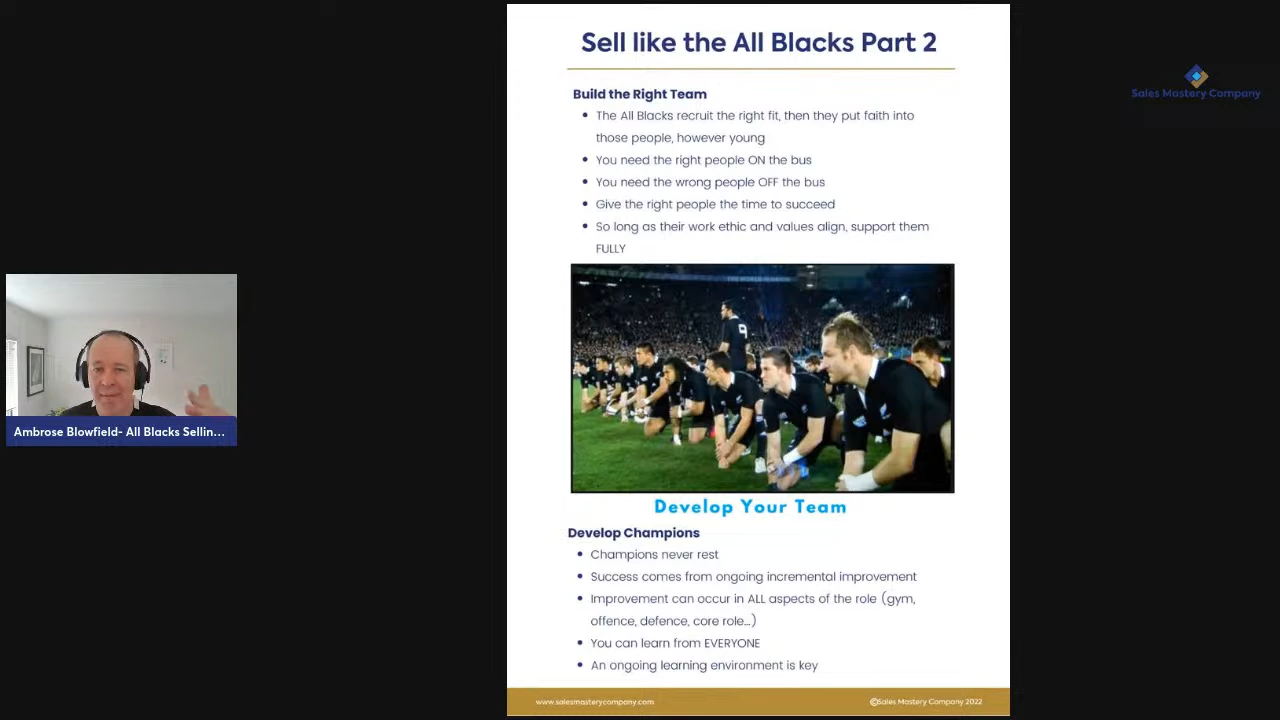 Sell like the All Blacks Part 2
Sales Mastery Company
Build the Right Team
• The All Blacks recruit the right fit, then they put faith into
those people, however young
• You need the right people ON the bus
• You need the wrong people OFF the bus
• Give the right people the time to succeed
• So long as their work ethic and values align, support them
FULLY
9
Ambrose Blowfield- All Blacks Sellin...
Develop Your Team
Develop Champions
• Champions never rest
• Success comes from ongoing incremental improvement
• Improvement can occur in ALL aspects of the role (gym,
offence, defence, core role...)
• You can learn from EVERYONE
• An ongoing learning environment is key
www.salesmasterycompany.com
©Sales Mastery Company 2022